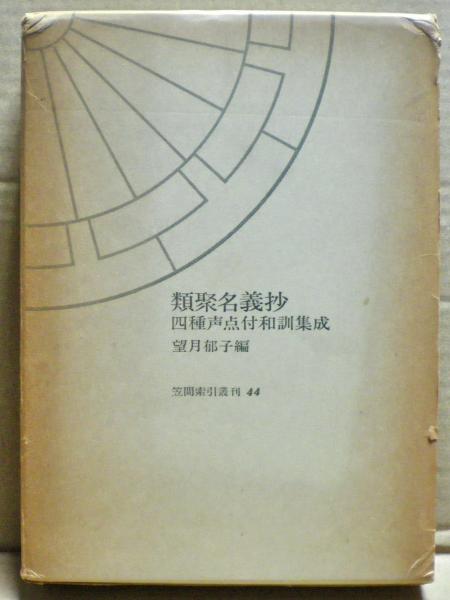 類聚名義抄
四種声点付和訓集成
望月郁子編
笠間索引叢刊 44